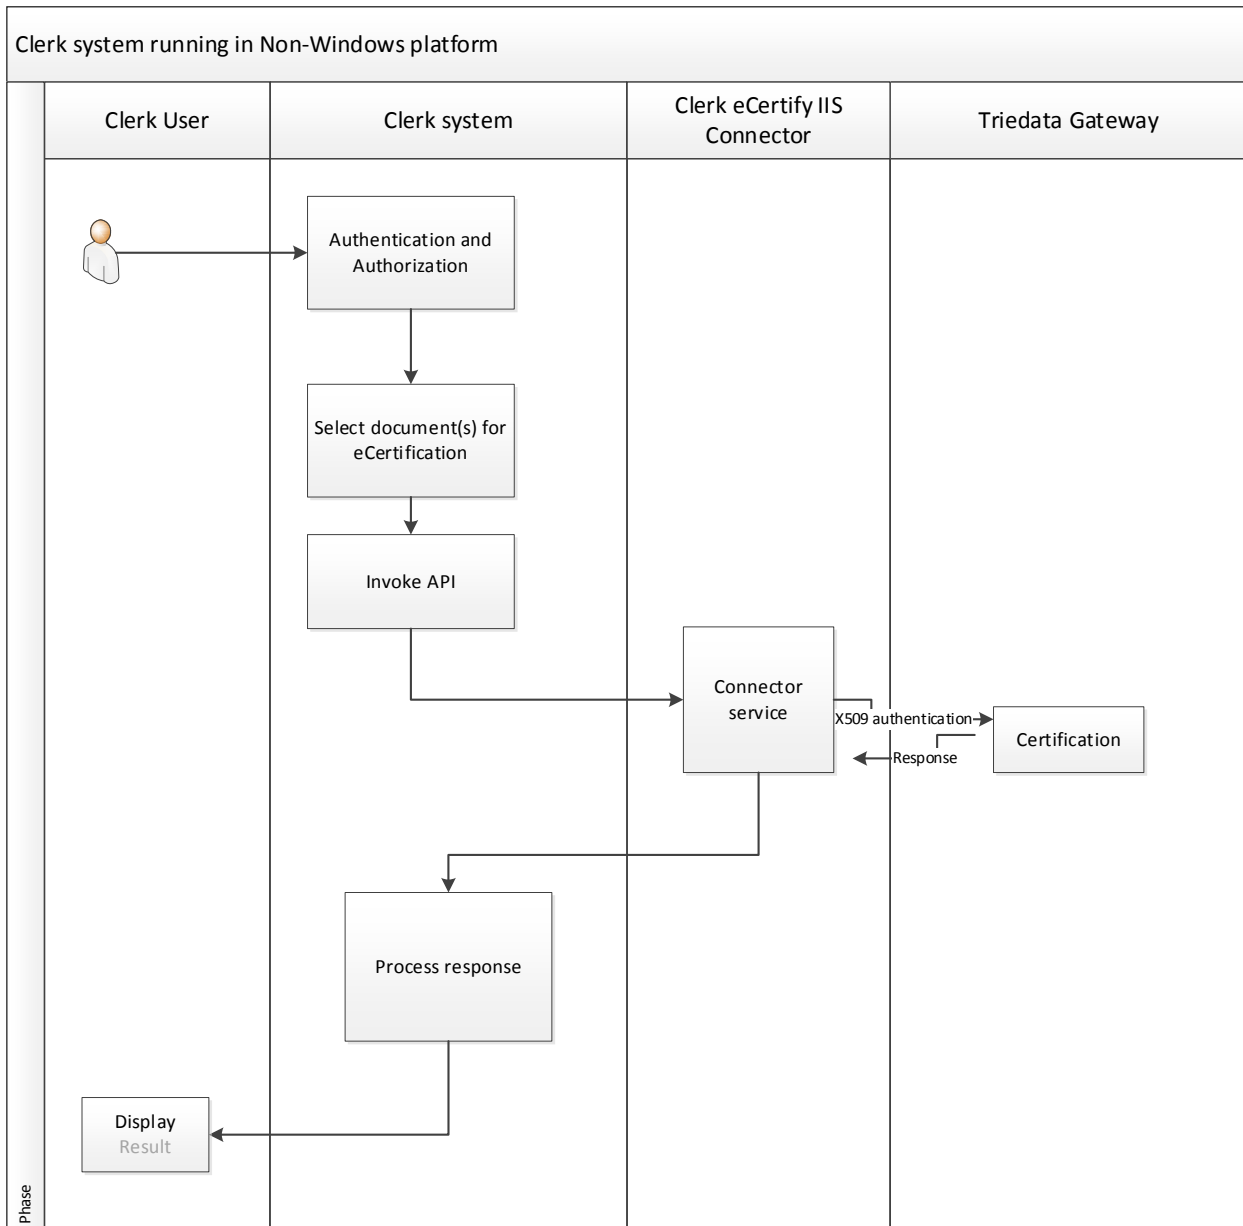 Clerk system running in Non-Windows platform
Clerk User
Clerk system
Clerk eCertify IIS
Connector
Triedata Gateway
Authentication and
Authorization
Select document(s) for
eCertification
Invoke API
Connector
service
X509 authentication
Certification
Response
Process response
Display
Result
Phase